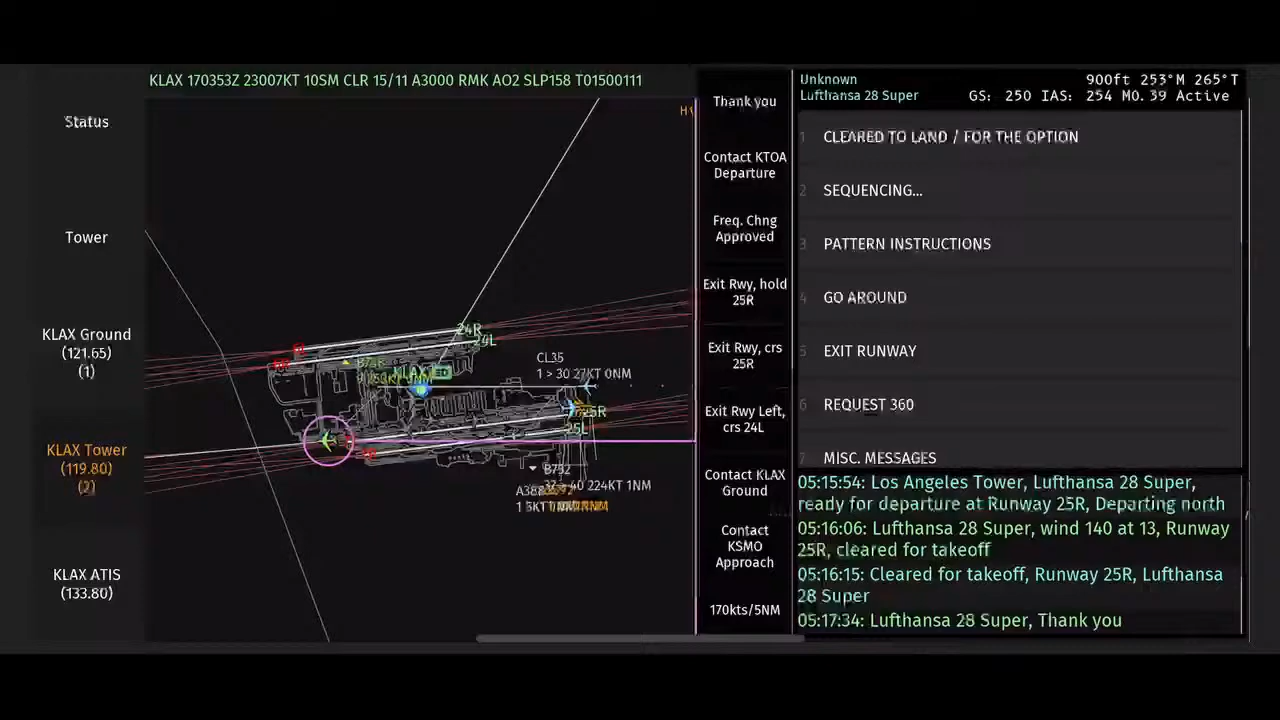 KLAX 170353Z 23007KT 10SM CLR 15/11 A3000 RMK AO2 SLP158 T01500111
Status
Tower
KLAX Ground
(121.65)
(1)
KLAX Tower
(119.80)
(2)
KLAX ATIS
(133.80)
24R
24L
CL35
1 > 30 27KT 0NM
25R
25L
B752
40 224KT 1NM
Thank you
Contact KTOA
Departure
Freq. Chng
Approved
Exit Rwy, hold
25R
Exit Rwy, crs
25R
Exit Rwy Left,
crs 24L
Contact KLAX
Ground
Contact
KSMO
Approach
170kts/5NM
Unknown
900ft 253°M 265°T
Lufthansa 28 Super
GS: 250 IAS: 254 M0.39 Active
1 CLEARED TO LAND / FOR THE OPTION
2 SEQUENCING...
3 PATTERN INSTRUCTIONS
4 GO AROUND
5 EXIT RUNWAY
6 REQUEST 360
7 MISC. MESSAGES
05:15:54: Los Angeles Tower, Lufthansa 28 Super,
ready for departure at Runway 25R, Departing north
05:16:06: Lufthansa 28 Super, wind 140 at 13, Runway
25R, cleared for takeoff
05:16:15: Cleared for takeoff, Runway 25R, Lufthansa
28 Super
05:17:34: Lufthansa 28 Super, Thank you